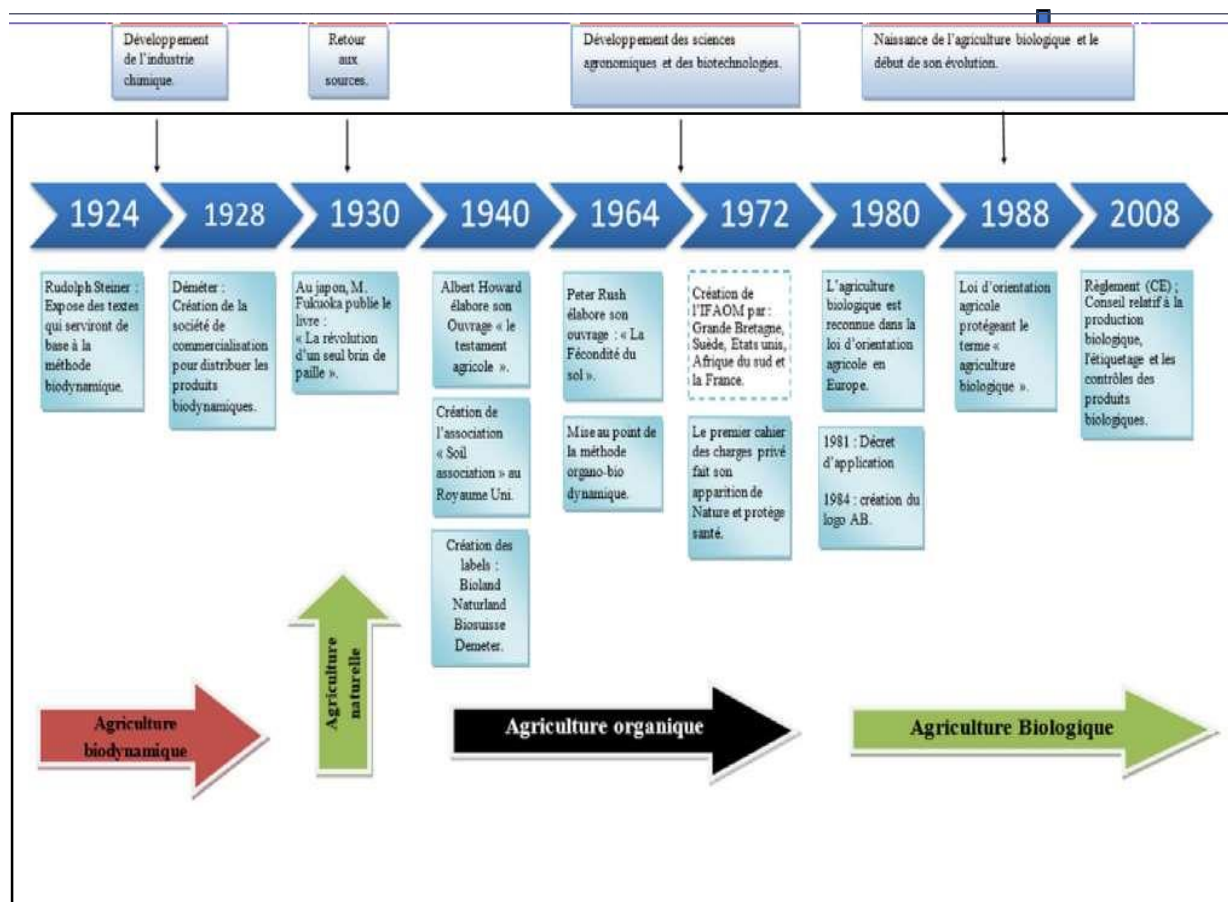 Développement
de l'industrie
chimique.
Retour
aux
sources.
Développement des sciences
agronomiques et des biotechnologies.
Naissance de l'agriculture biologique et le
début de son évolution.
1924
1928
1930
1940
1964
1972
1980
1988
2008
Rudolph Steiner :
Expose des textes
qui serviront de
base à la
méthode
biodynamique.
Déméter :
Création de la
société de
commercialisation
pour distribuer les
produits
biodynamiques.
Au japon, M.
Fukuoka publie le
livre :
« La révolution
d'un seul brin de
paille ».
Albert Howard
élabore son
Ouvrage « le
testament
agricole ».
Création de
l'association
« Soil
association » au
Royaume Uni.
Création des
labels :
Bioland
Naturland
Biosuisse
Demeter.
Peter Rush
élabore son
ouvrage : « La
Fécondité du
sol ».
Mise au point de
la méthode
organo-bio
dynamique.
Création de
l'IFAOM par :
Grande Bretagne,
Suède, Etats unis,
Afrique du sud et
la France.
Le premier cahier
des charges privé
fait son
apparition de
Nature et protège
santé.
L'agriculture
biologique est
reconnue dans la
loi d'orientation
agricole en
Europe.
1981 : Décret
d'application
1984 : création du
logo AB.
Loi d'orientation
agricole
protégeant le
terme «
agriculture
biologique ».
Règlement (CE) ;
Conseil relatif à la
production
biologique,
l'étiquetage et les
contrôles des
produits
biologiques.
Agriculture
biodynamique
Agriculture
naturelle
Agriculture organique
Agriculture Biologique